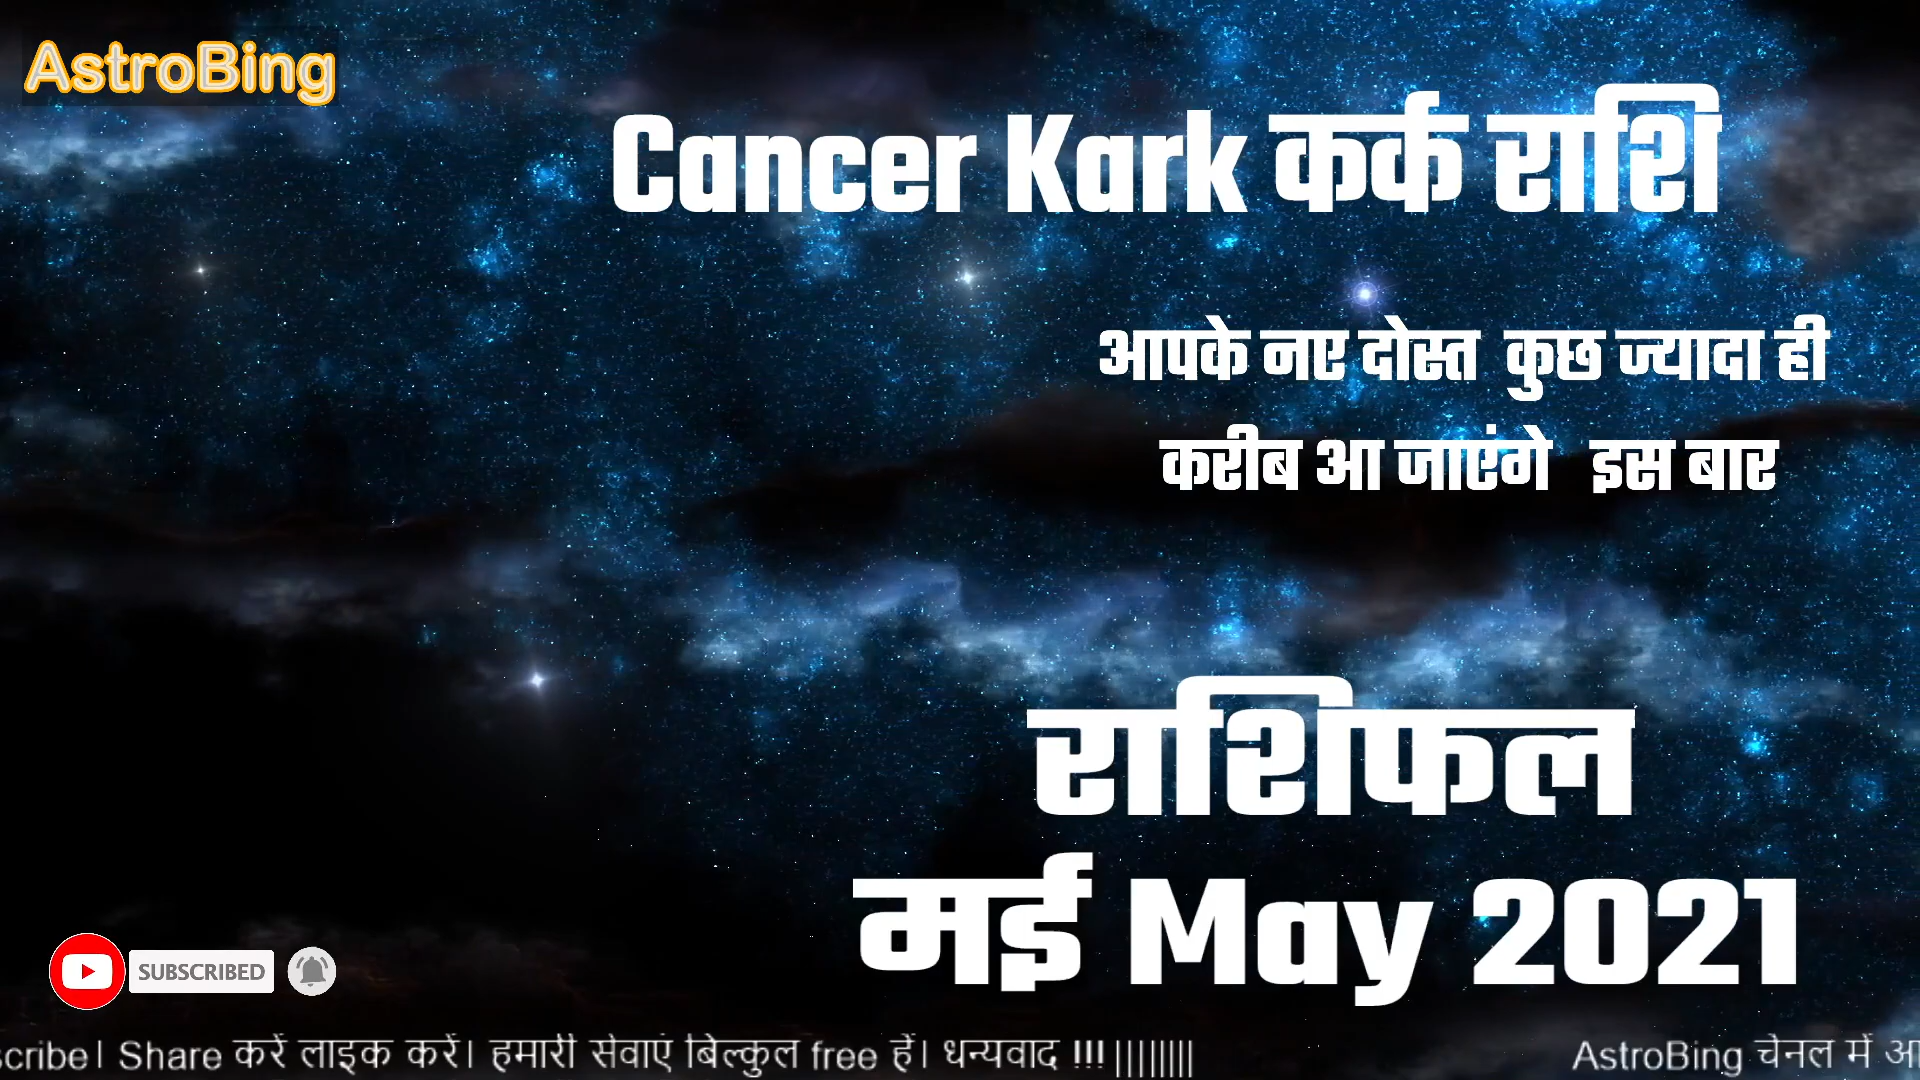 AstroBing
Cancer Kark कर्क राशि
आपके नए दोस्त कुछ ज्यादा ही
करीब आ जाएंगे इस बार
राशिफल
मई May 2021
SUBSCRIBED
scribe। Share करें लाइक करें। हमारी सेवाएं बिल्कुल free हैं। धन्यवाद !!! ||||||||| AstroBing चेनल में